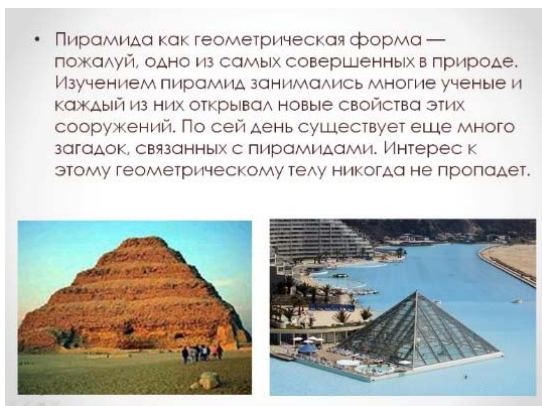 • Пирамида как геометрическая форма —
пожалуй, одно из самых совершенных в природе.
Изучением пирамид занимались многие ученые и
каждый из них открывал новые свойства этих
сооружений. По сей день существует еще много
загадок, связанных с пирамидами. Интерес к
этому геометрическому телу никогда не пропадет.